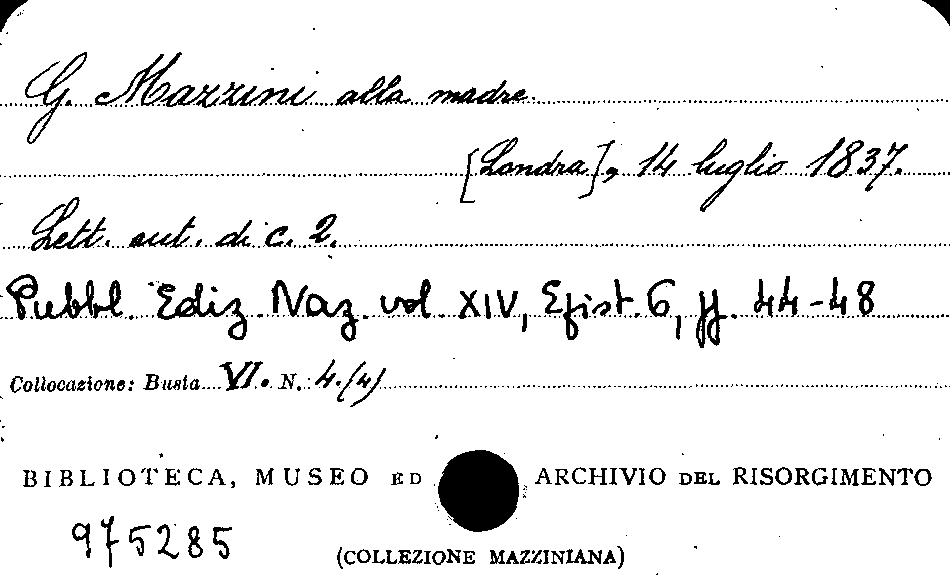 G. Mazzini alla madre.
[Londra], 14 luglio 1837.
Lett. aut. di c. 2.
Pubbl. Ediz. Naz. vol. XIV, Epist. 6, pp. 44-48
Collocazione: Busta VI. N. 4.(4)
BIBLIOTECA, MUSEO ED ARCHIVIO DEL RISORGIMENTO
975285
(COLLEZIONE MAZZINIANA)